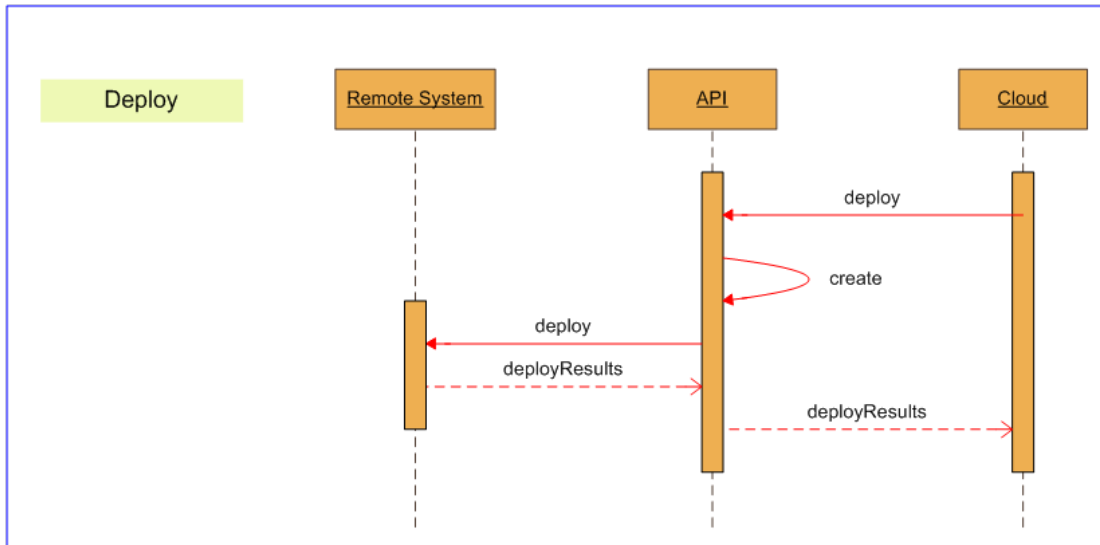 Deploy
Remote System
API
Cloud
deploy
create
deploy
deployResults
deployResults